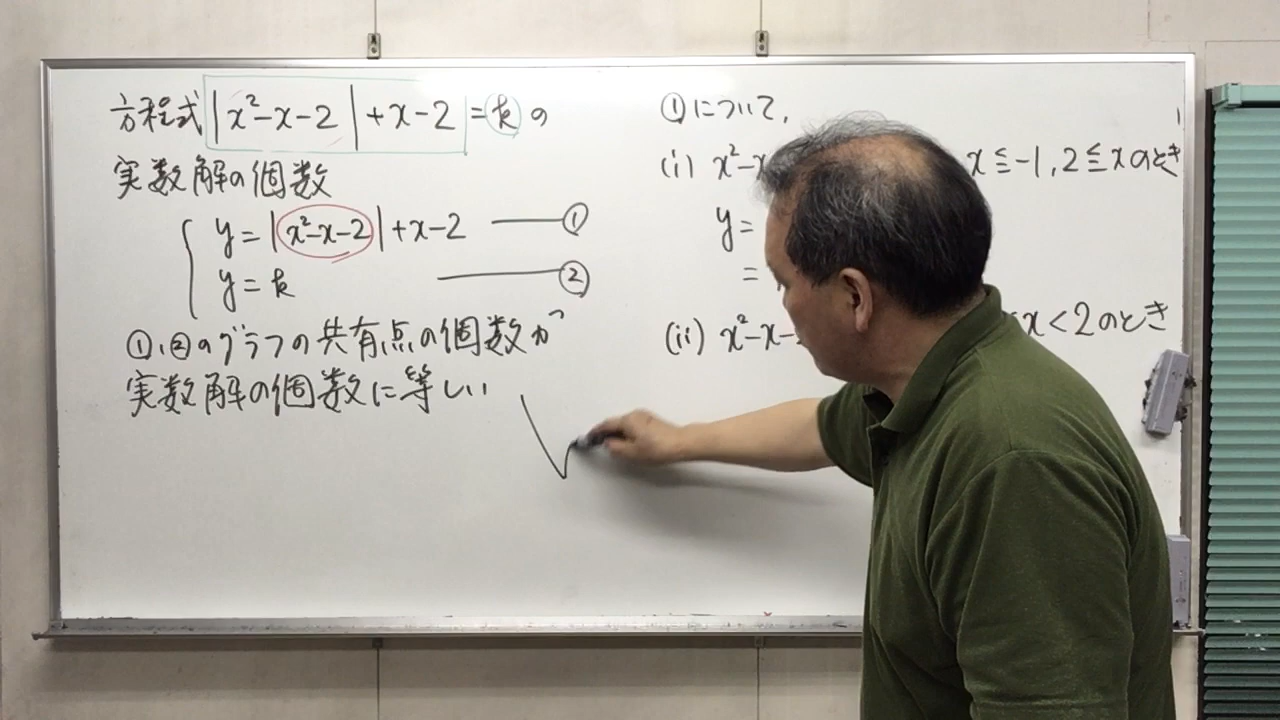 方程式 |x²-x-2|+x-2=kの
実数解の個数
y=|x²-x-2|+x-2 ①
y=k ②
①,②のグラフの共有点の個数が
実数解の個数に等しい
①について,
(i) x²-x x≦-1, 2≦xのとき
y=
=
(ii) x²-x- x<2のとき